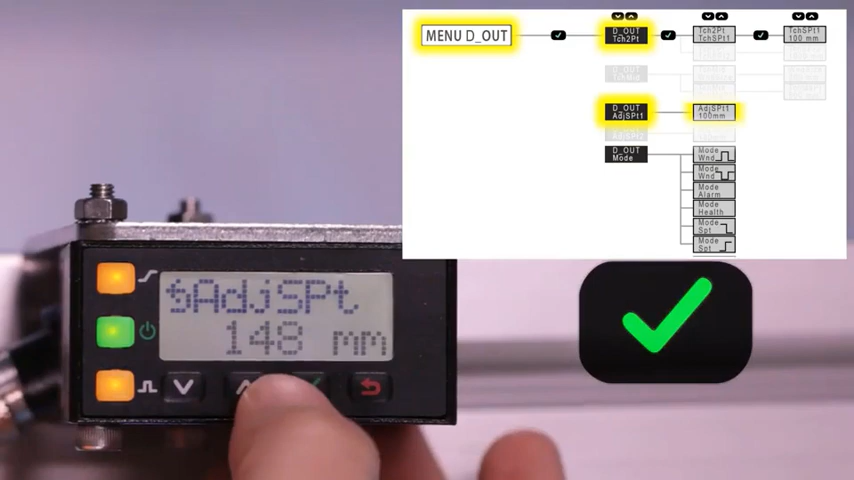 MENU D_OUT
D_OUT
Tch2Pt
Tch2Pt
TchSPt1
TchSPt1
100 mm
D_OUT
AdjSPt1
AdjSPt1
100mm
D_OUT
Mode
Mode
Wnd
Mode
Wnd
Mode
Alarm
Mode
Health
Mode
Spt
Mode
Spt
AdjSPt
148 mm